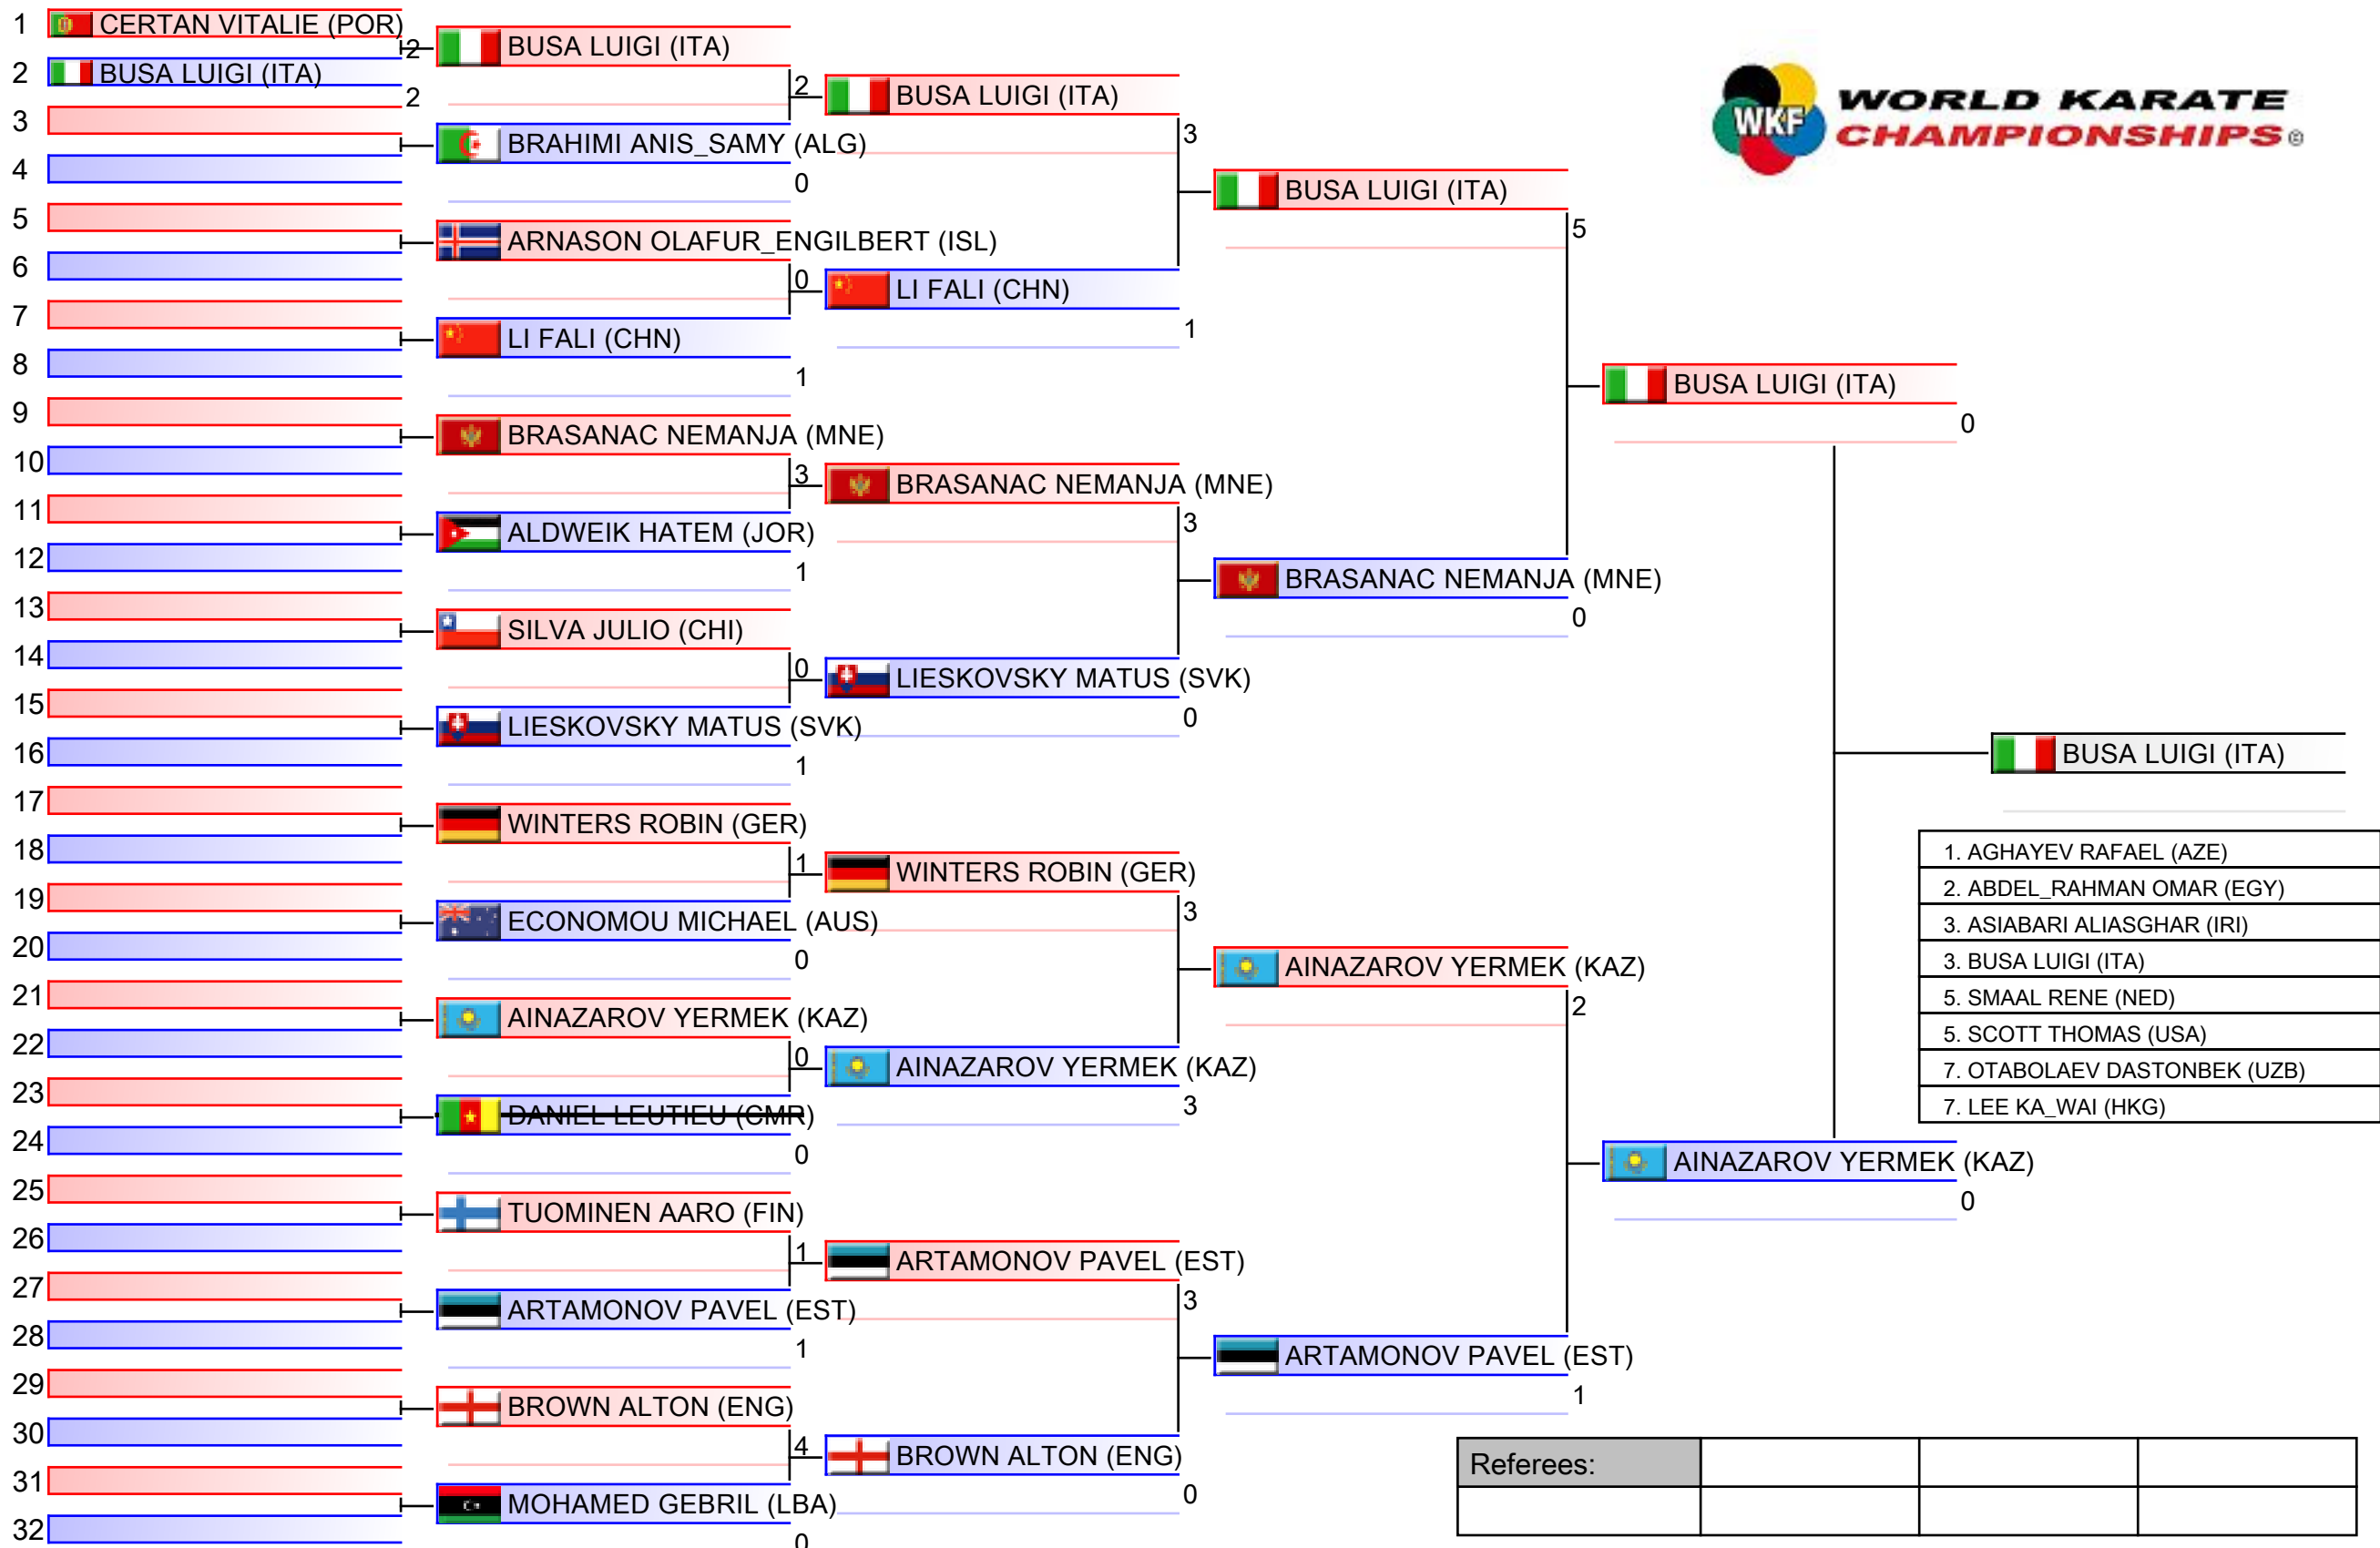 1 CERTAN VITALIE (POR) 2
2 BUSA LUIGI (ITA) 2
3
4
5
6
7
8
9
10
11
12
13
14
15
16
17
18
19
20
21
22
23
24
25
26
27
28
29
30
31
32
BUSA LUIGI (ITA) 2
BRAHIMI ANIS_SAMY (ALG) 0
ARNASON OLAFUR_ENGILBERT (ISL) 0
LI FALI (CHN) 1
BRASANAC NEMANJA (MNE) 3
ALDWEIK HATEM (JOR) 1
SILVA JULIO (CHI) 0
LIESKOVSKY MATUS (SVK) 1
WINTERS ROBIN (GER) 1
ECONOMOU MICHAEL (AUS) 0
AINAZAROV YERMEK (KAZ) 0
DANIEL LEUTIEU (CMR) 0
TUOMINEN AARO (FIN) 1
ARTAMONOV PAVEL (EST) 1
BROWN ALTON (ENG) 4
MOHAMED GEBRIL (LBA) 0
BUSA LUIGI (ITA) 3
LI FALI (CHN) 1
BRASANAC NEMANJA (MNE) 3
LIESKOVSKY MATUS (SVK) 0
WINTERS ROBIN (GER) 3
AINAZAROV YERMEK (KAZ) 3
ARTAMONOV PAVEL (EST) 3
BROWN ALTON (ENG) 0
BUSA LUIGI (ITA) 5
BRASANAC NEMANJA (MNE) 0
AINAZAROV YERMEK (KAZ) 2
ARTAMONOV PAVEL (EST) 1
BUSA LUIGI (ITA) 0
AINAZAROV YERMEK (KAZ) 0
BUSA LUIGI (ITA)
WKF
WORLD KARATE
CHAMPIONSHIPS ©
1. AGHAYEV RAFAEL (AZE)
2. ABDEL_RAHMAN OMAR (EGY)
3. ASIABARI ALIASGHAR (IRI)
3. BUSA LUIGI (ITA)
5. SMAAL RENE (NED)
5. SCOTT THOMAS (USA)
7. OTABOLAEV DASTONBEK (UZB)
7. LEE KA_WAI (HKG)
Referees: